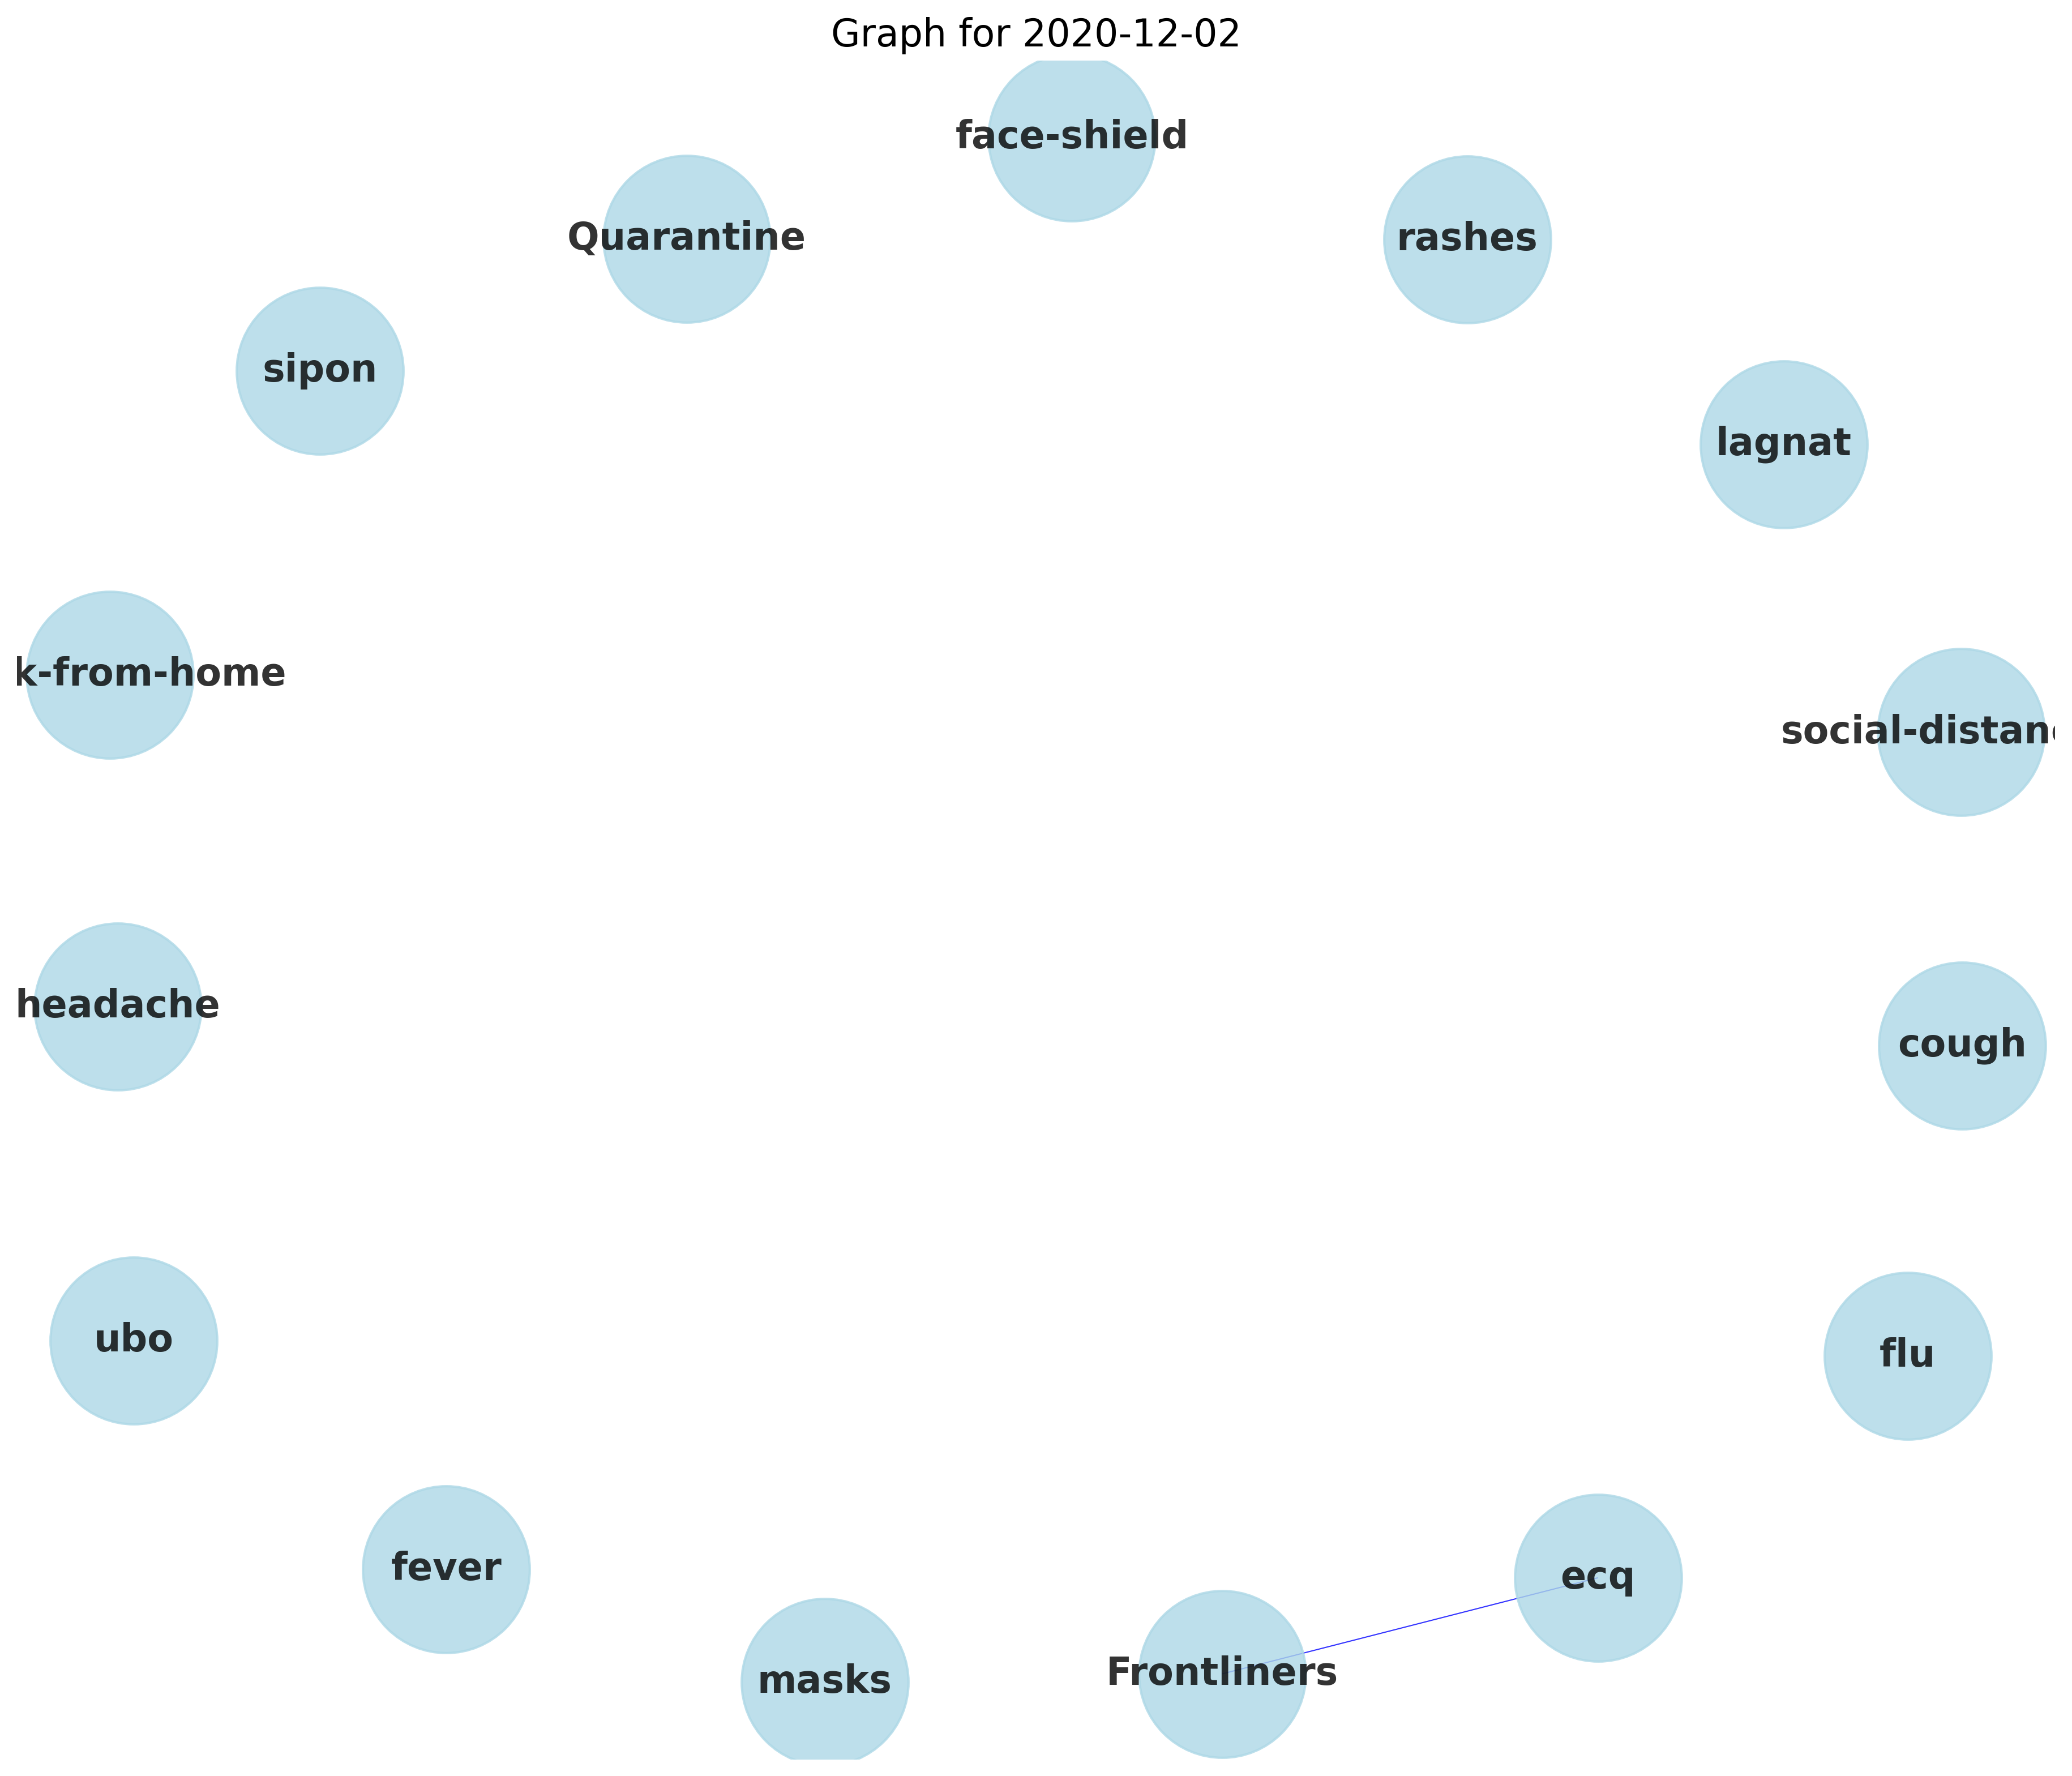 Graph for 2020-12-02
face-shield
Quarantine
rashes
sipon
lagnat
k-from-home
social-distanc
headache
cough
ubo
flu
fever
ecq
masks
Frontliners